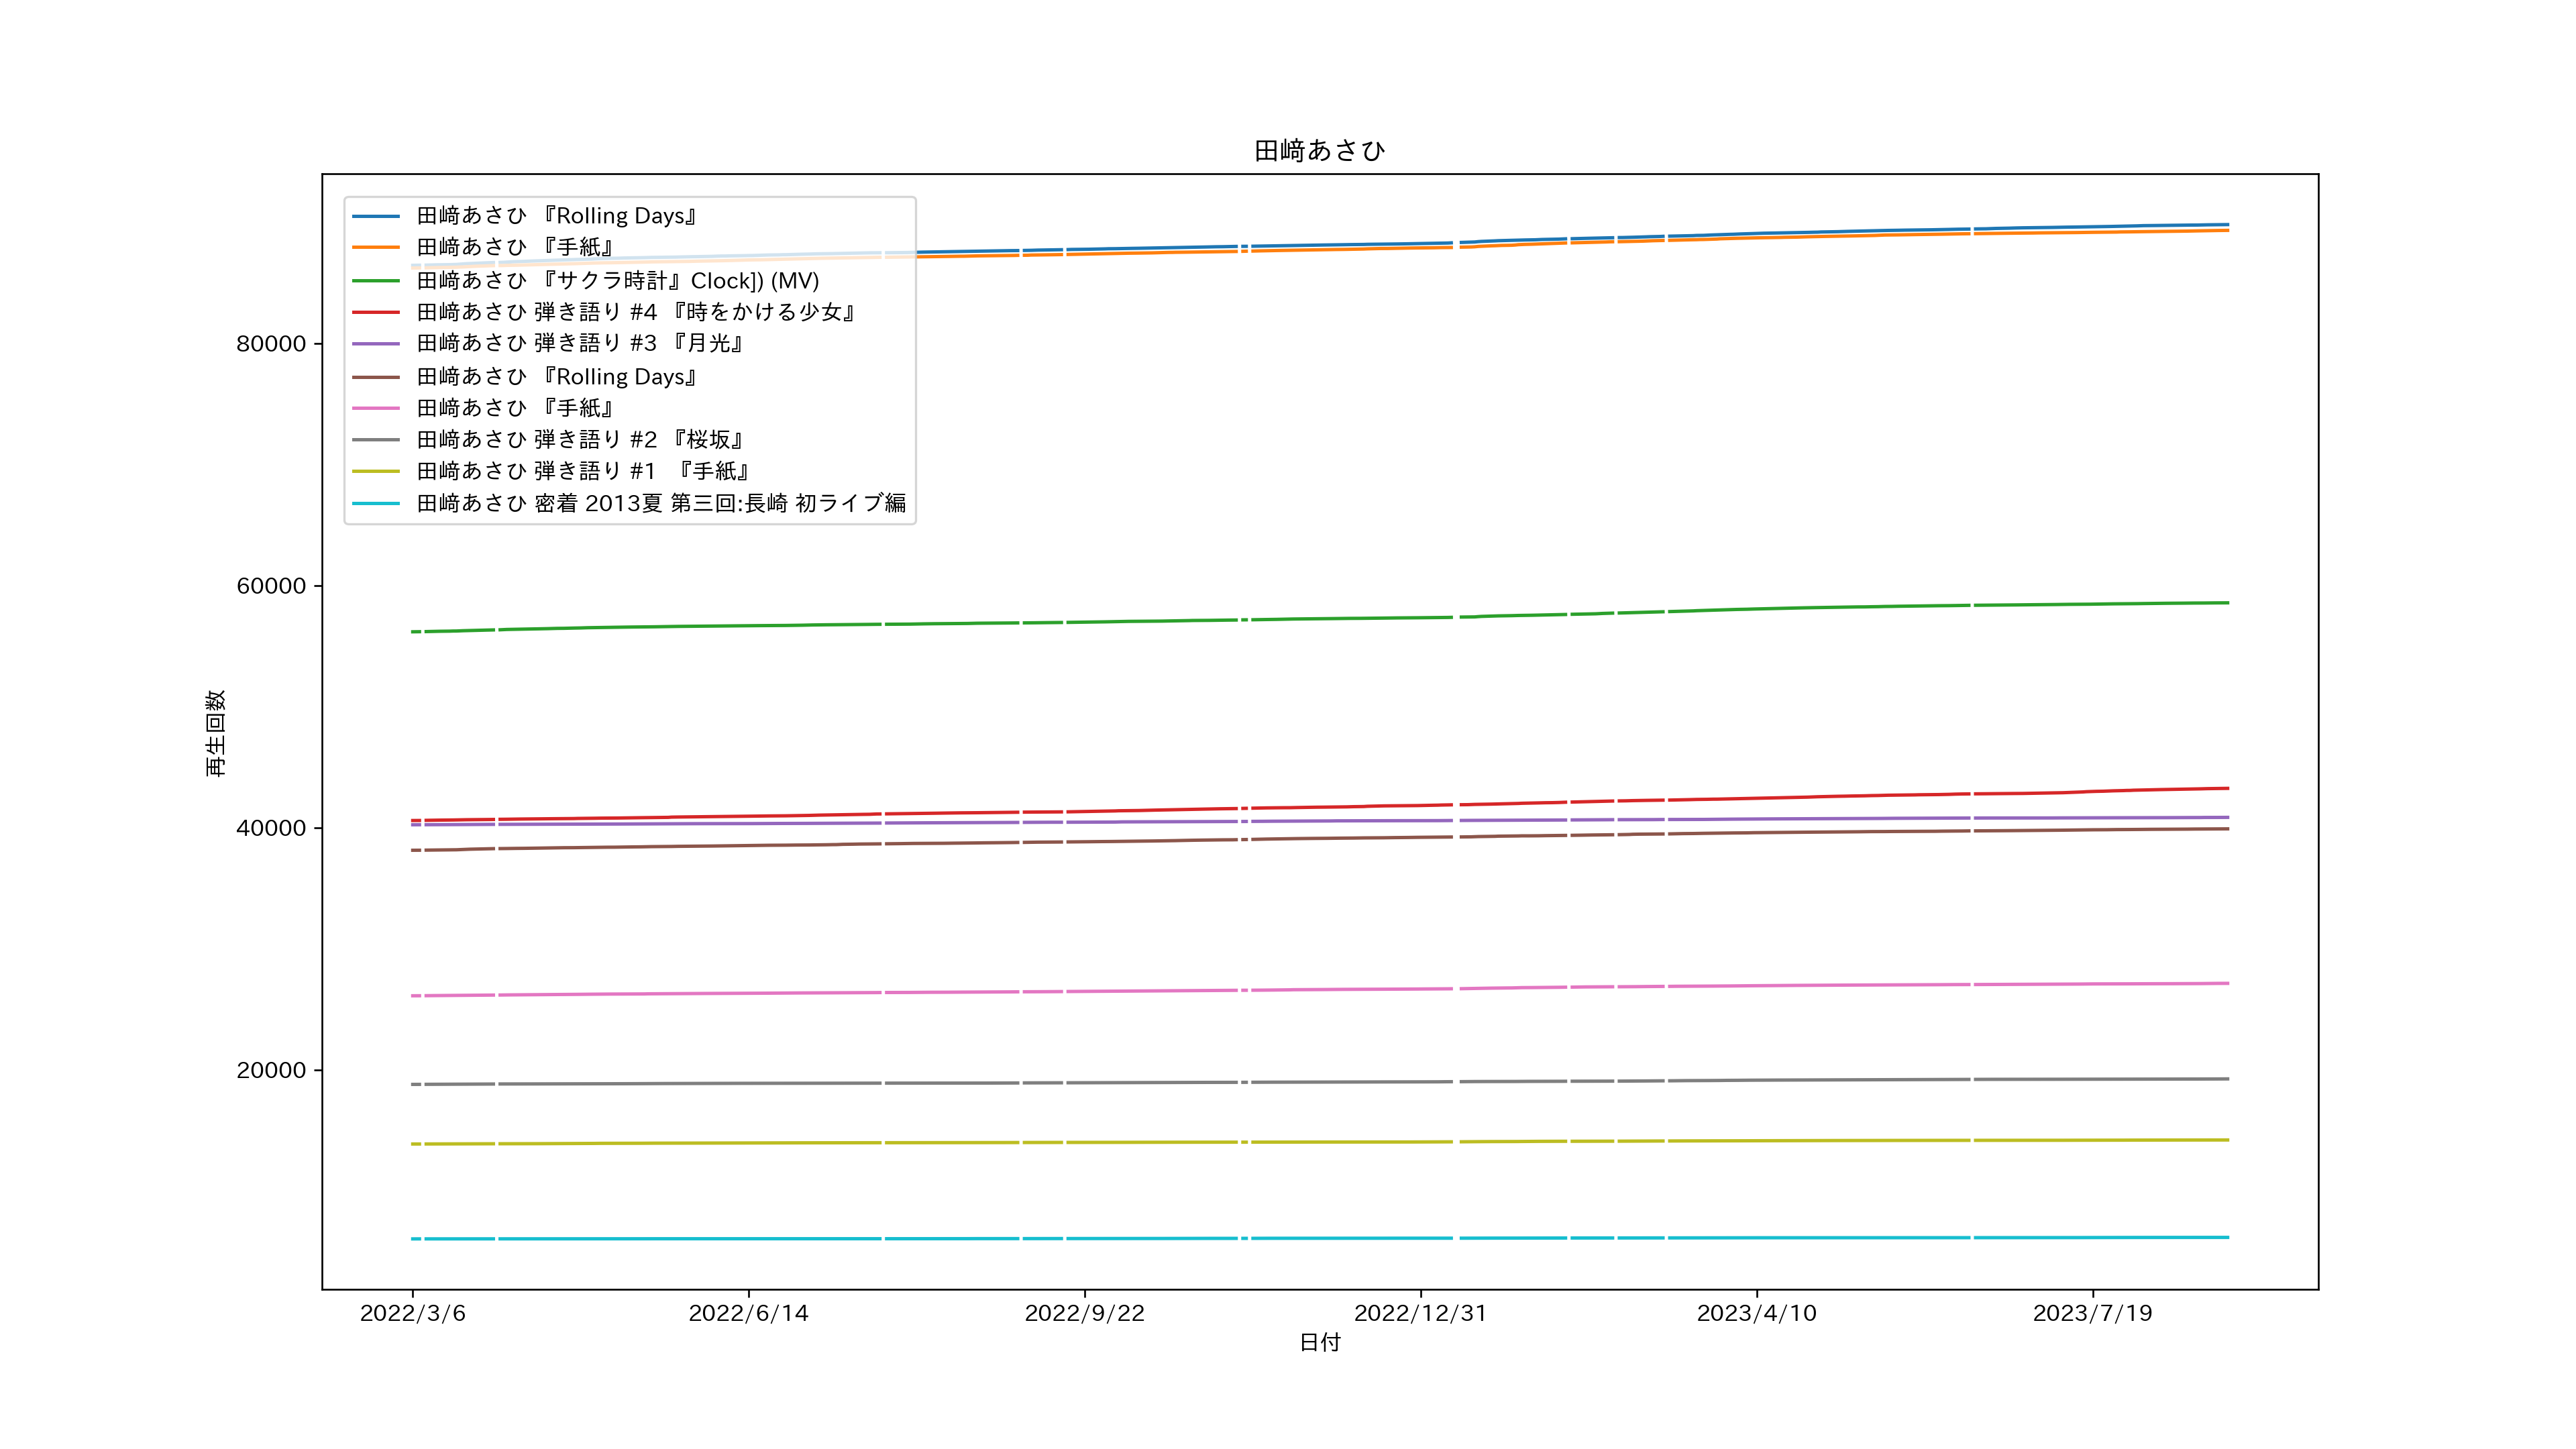 田﨑あさひ
田﨑あさひ 『Rolling Days』
田﨑あさひ 『手紙』
田﨑あさひ 『サクラ時計』Clock]) (MV)
田﨑あさひ 弾き語り #4 『時をかける少女』
田﨑あさひ 弾き語り #3 『月光』
田﨑あさひ 『Rolling Days』
田﨑あさひ 『手紙』
田﨑あさひ 弾き語り #2 『桜坂』
田﨑あさひ 弾き語り #1 『手紙』
田﨑あさひ 密着 2013夏 第三回:長崎 初ライブ編
80000
60000
40000
20000
再生回数
2022/3/6 2022/6/14 2022/9/22 2022/12/31 2023/4/10 2023/7/19
日付